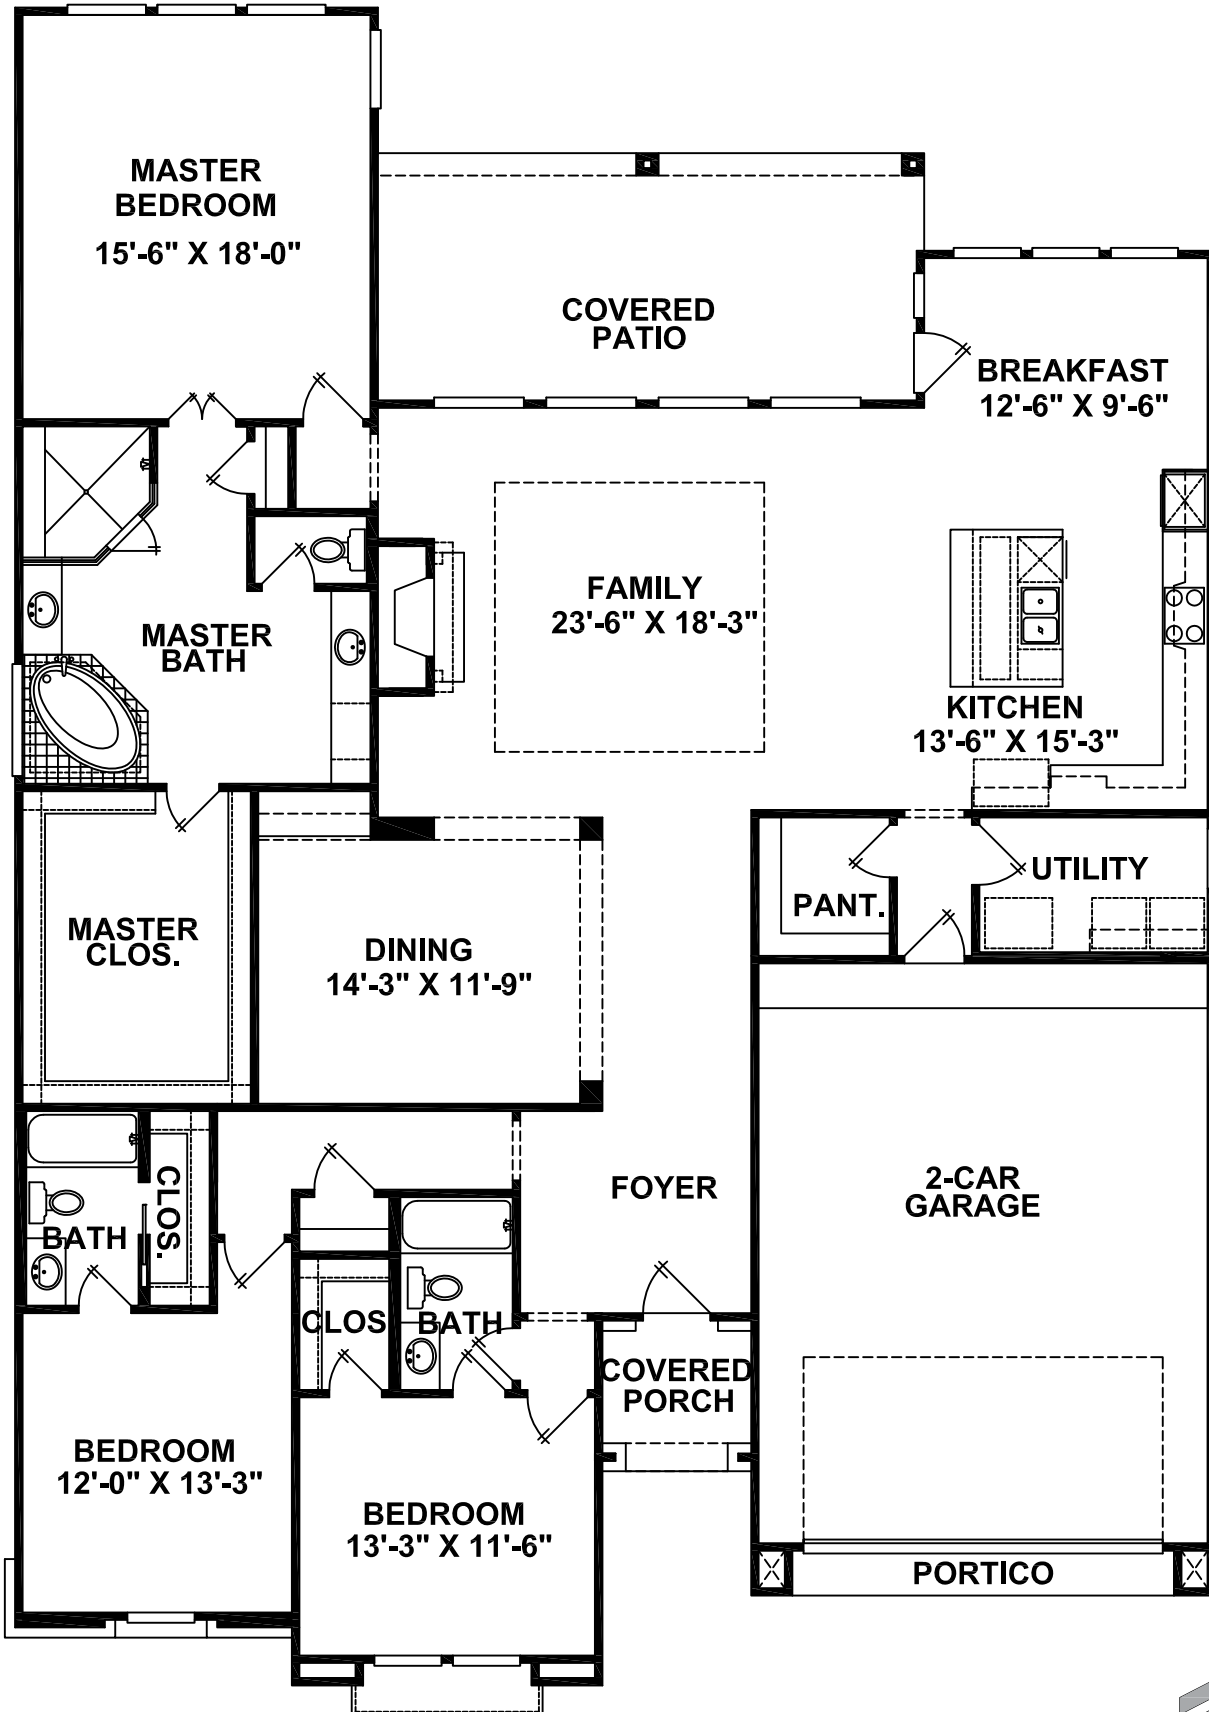 MASTER
BEDROOM
15'-6" X 18'-0"
COVERED
PATIO
BREAKFAST
12'-6" X 9'-6"
FAMILY
23'-6" X 18'-3"
MASTER
BATH
KITCHEN
13'-6" X 15'-3"
UTILITY
PANT.
MASTER
CLOS.
DINING
14'-3" X 11'-9"
2-CAR
GARAGE
FOYER
CLOS.
BATH
CLOS
BATH
COVERED
PORCH
BEDROOM
12'-0" X 13'-3"
BEDROOM
13'-3" X 11'-6"
PORTICO